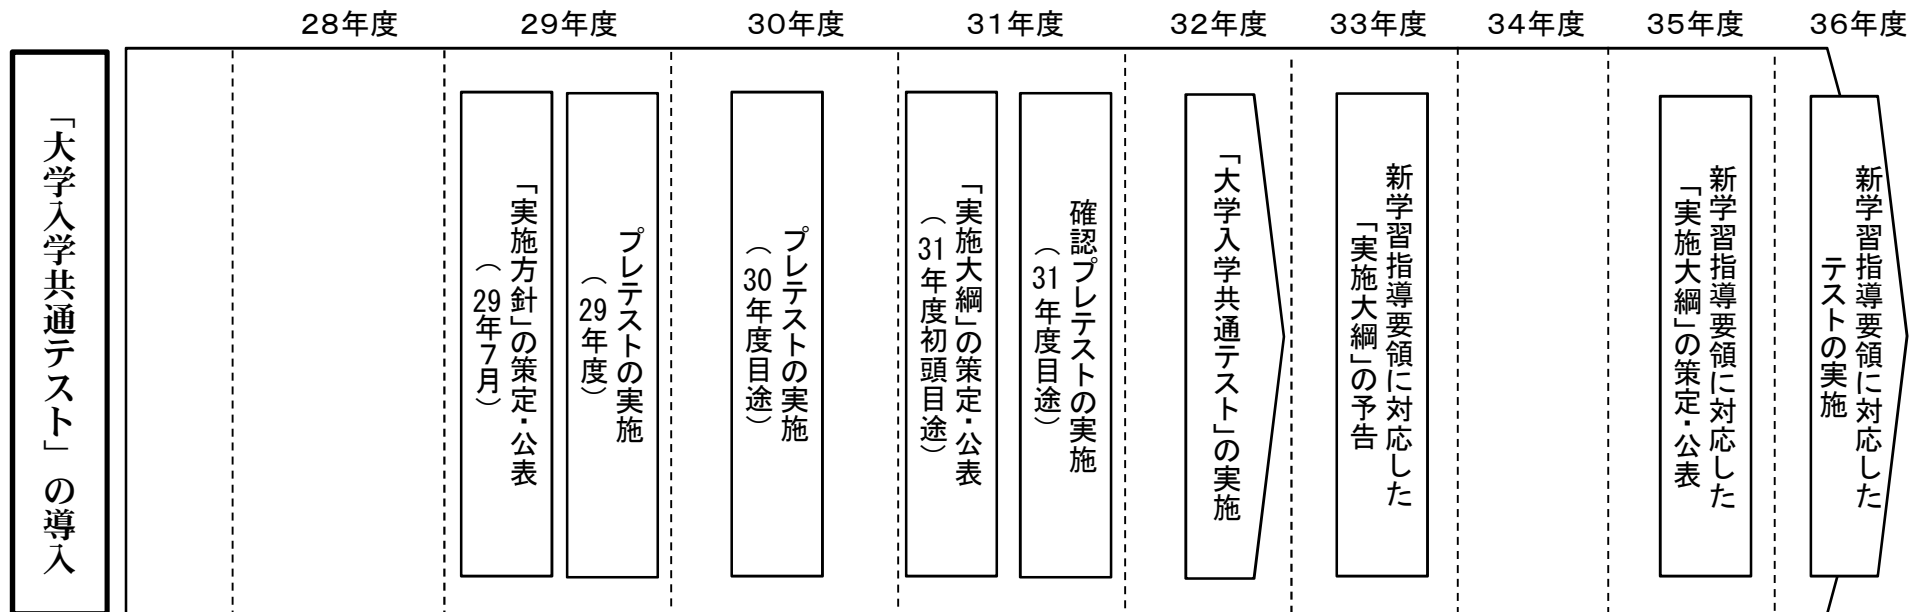 28年度
29年度
30年度
31年度
32年度
33年度
34年度
35年度
36年度
「大学入学共通テスト」の導入
「実施方針」の策定・公表
（29年７月）
プレテストの実施
（29年度）
プレテストの実施
（30年度目途）
「実施大綱」の策定・公表
（31年度初頭目途）
確認プレテストの実施
（31年度目途）
「大学入学共通テスト」の実施
新学習指導要領に対応した
「実施大綱」の予告
新学習指導要領に対応した
「実施大綱」の策定・公表
新学習指導要領に対応した
テストの実施